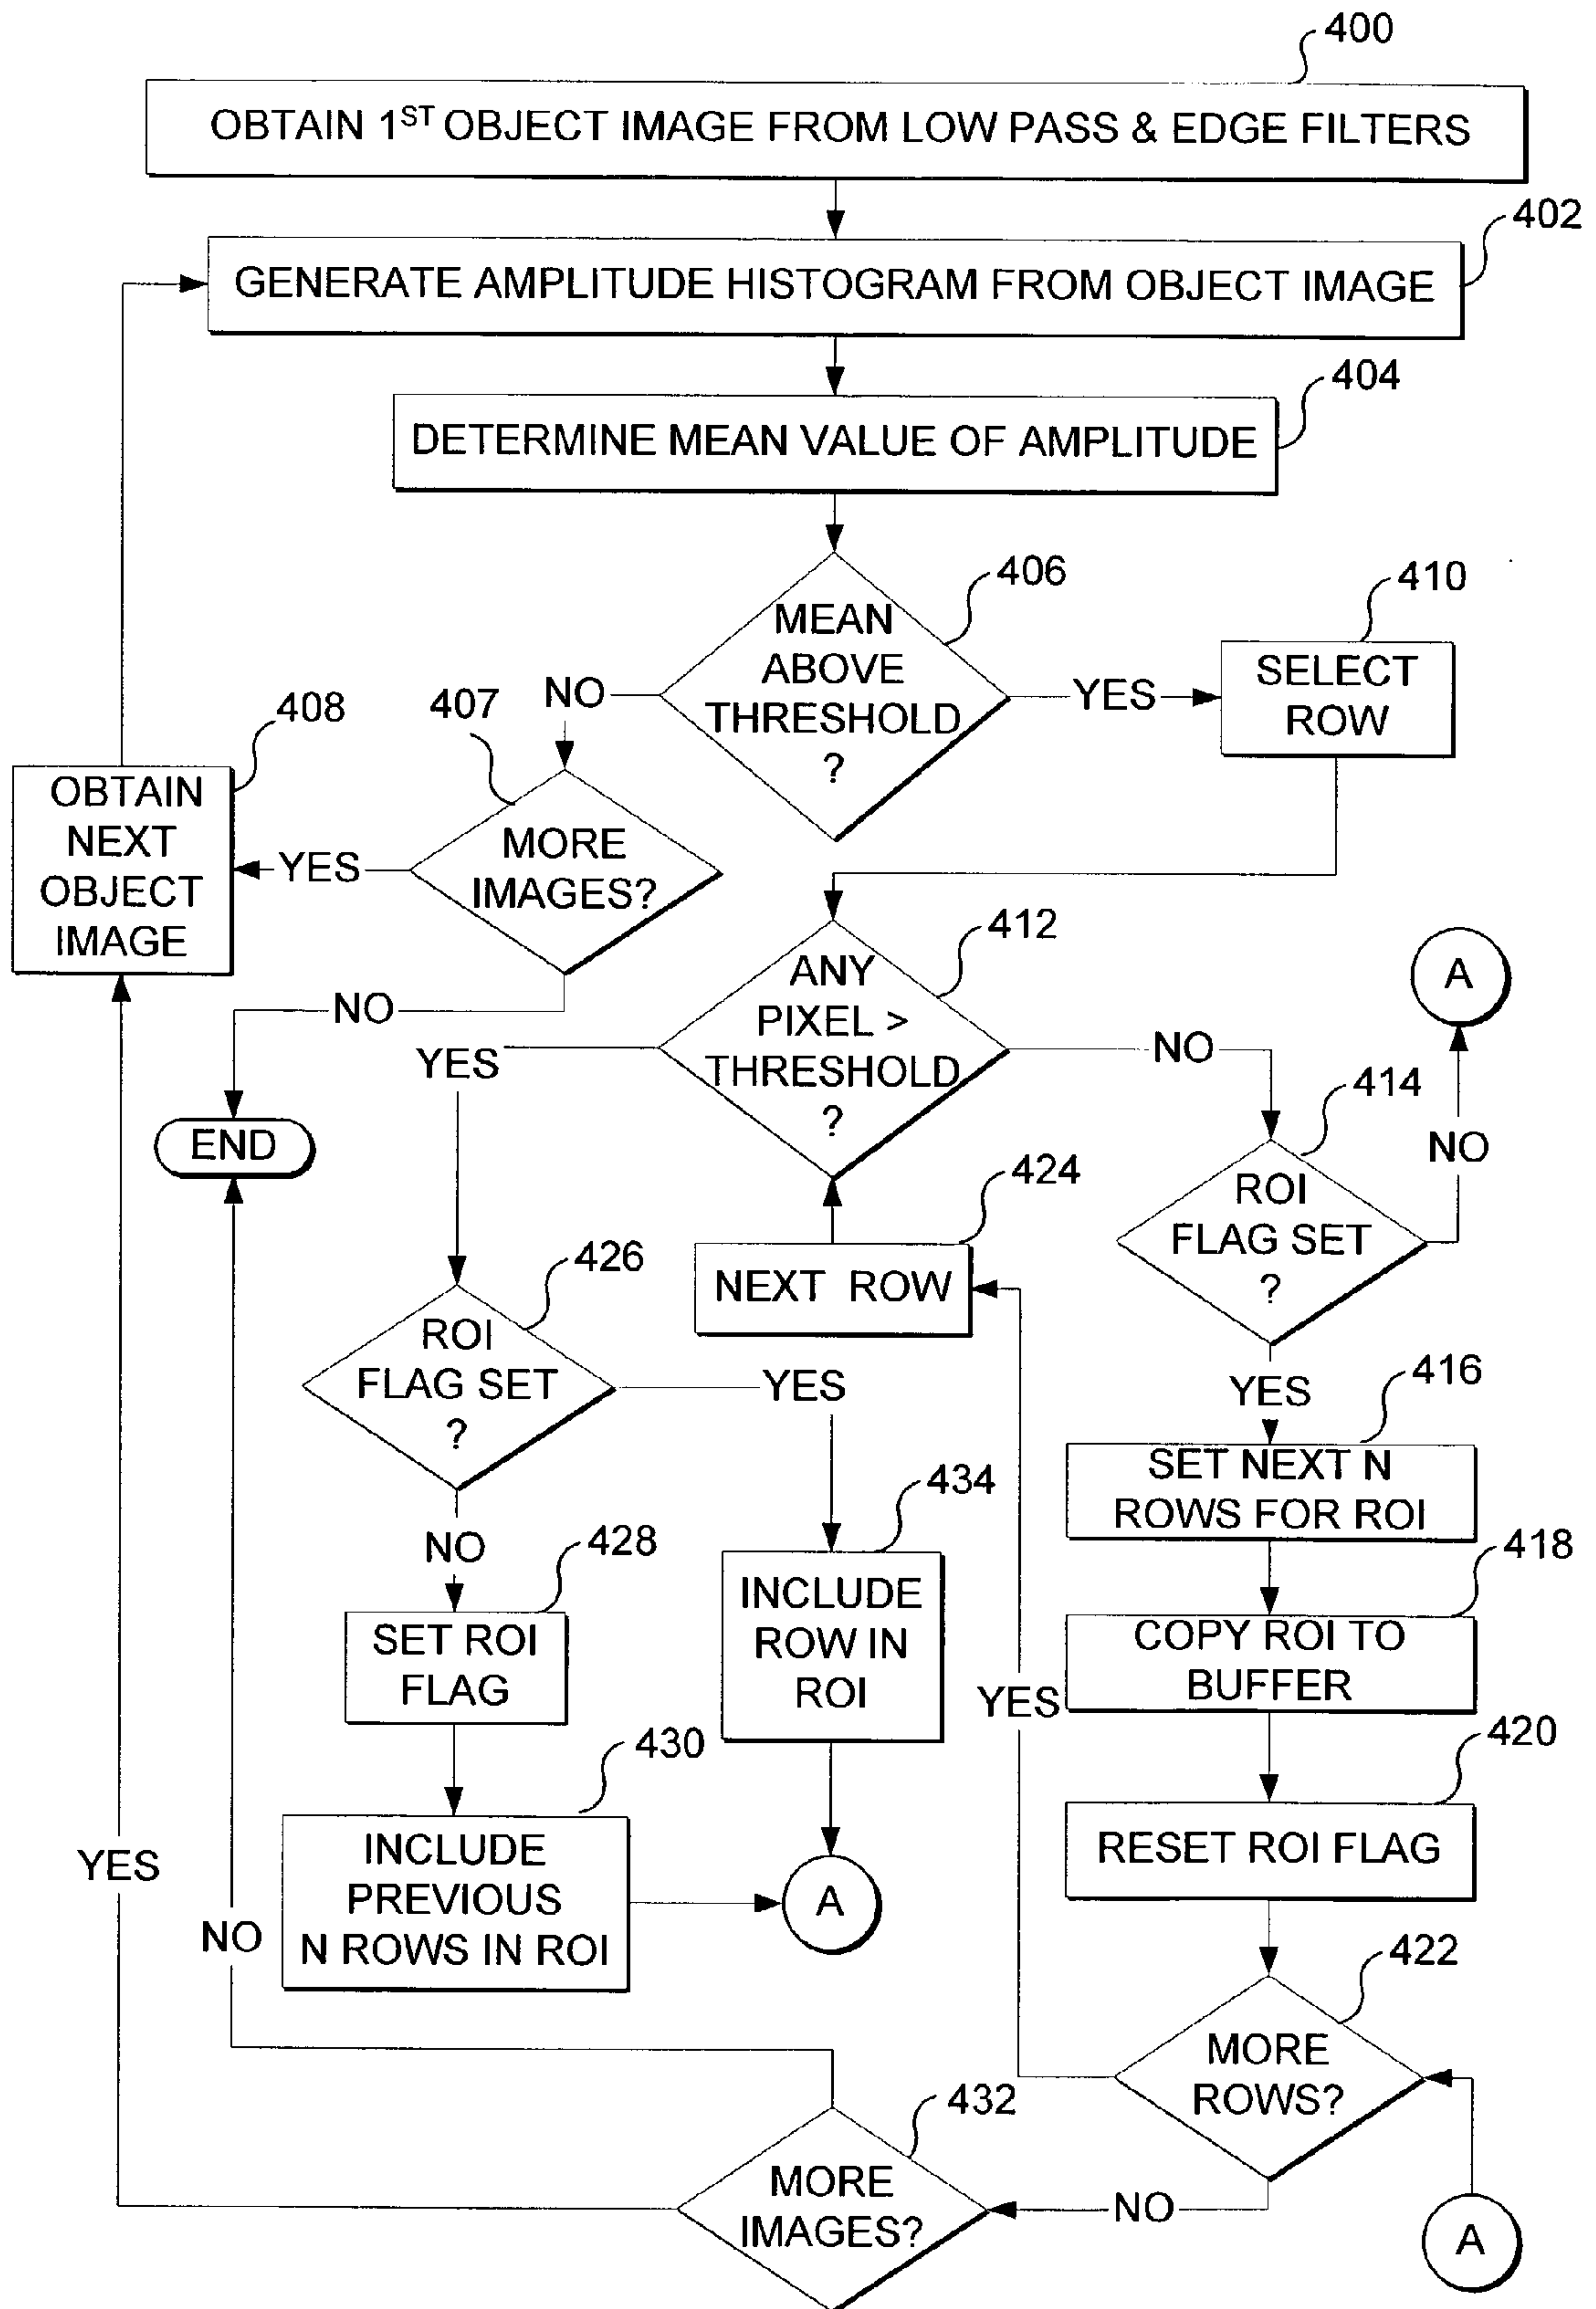 400
OBTAIN 1ST OBJECT IMAGE FROM LOW PASS & EDGE FILTERS
402
GENERATE AMPLITUDE HISTOGRAM FROM OBJECT IMAGE
404
DETERMINE MEAN VALUE OF AMPLITUDE
406
MEAN
ABOVE
THRESHOLD
?
NO
YES
410
SELECT
ROW
408
OBTAIN
NEXT
OBJECT
IMAGE
407
MORE
IMAGES?
YES
NO
END
412
ANY
PIXEL >
THRESHOLD
?
YES
NO
A
NO
414
ROI
FLAG SET
?
YES
424
NEXT ROW
426
ROI
FLAG SET
?
YES
NO
416
SET NEXT N
ROWS FOR ROI
418
COPY ROI TO
BUFFER
420
RESET ROI FLAG
428
SET ROI
FLAG
434
INCLUDE
ROW IN
ROI
YES
430
INCLUDE
PREVIOUS
N ROWS IN ROI
A
YES
NO
422
MORE
ROWS?
432
MORE
IMAGES?
NO
A